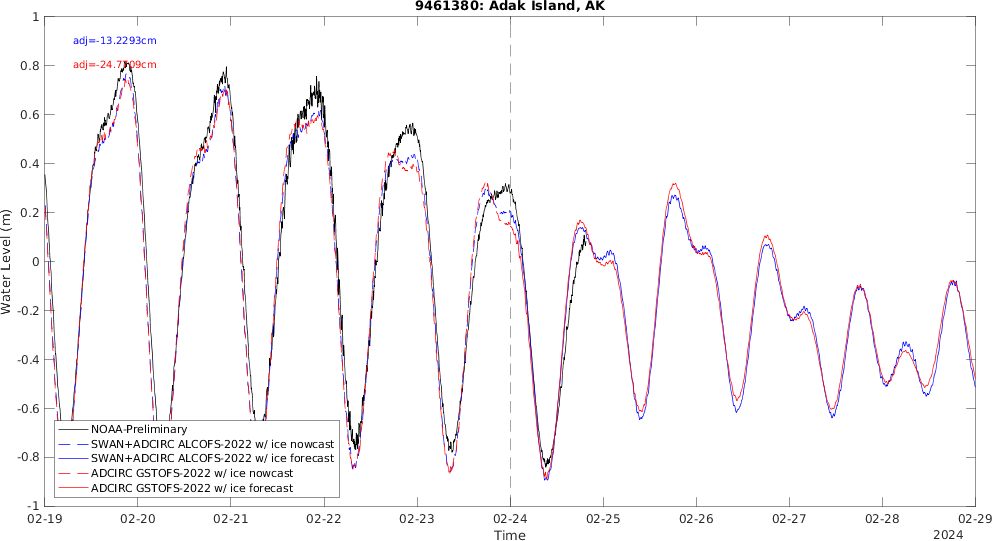 9461380: Adak Island, AK
1
0.8
0.6
0.4
0.2
0
-0.2
-0.4
-0.6
-0.8
-1
Water Level (m)
adj=-13.2293cm
NOAA-Preliminary
SWAN+ADCIRC ALCOFS-2022 w/ ice nowcast
SWAN+ADCIRC ALCOFS-2022 w/ ice forecast
ADCIRC GSTOFS-2022 w/ ice nowcast
ADCIRC GSTOFS-2022 w/ ice forecast
02-19 02-20 02-21 02-22 02-23 02-24 02-25 02-26 02-27 02-28 02-29
Time
2024